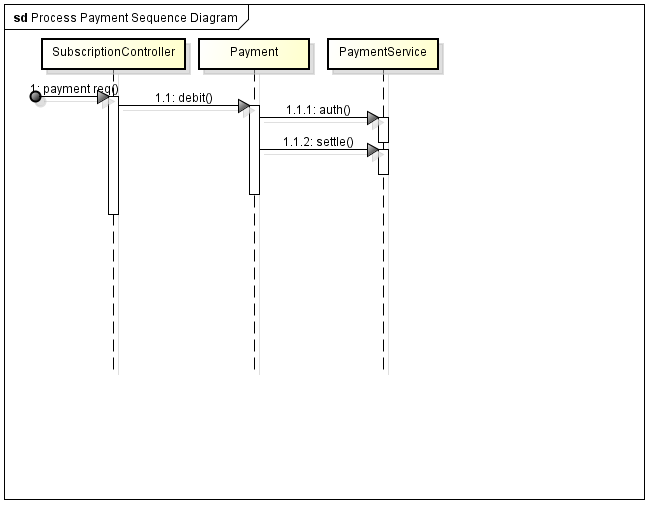 sd Process Payment Sequence Diagram
SubscriptionController
Payment
PaymentService
1: payment req()
1.1: debit()
1.1.1: auth()
1.1.2: settle()